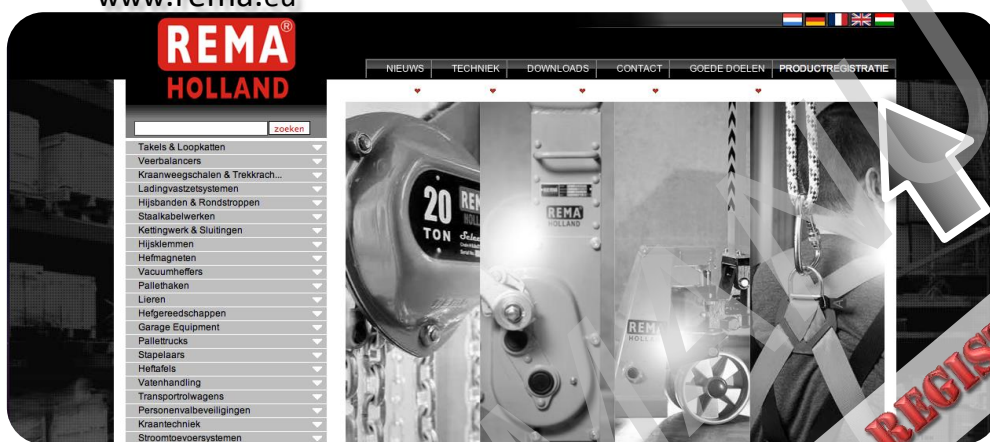 www.rema.eu
REMA®
HOLLAND
NIEUWS TECHNIEK DOWNLOADS CONTACT GOEDE DOELEN PRODUCTREGISTRATIE
zoeken
Takels & Loopkatten
Veerbalancers
Kraanweegschalen & Trekkrach...
Ladingvastzetsystemen
Hijsbanden & Rondstroppen
Staalkabelwerken
Kettingwerk & Sluitingen
Hijsklemmen
Hefmagneten
Vacuumheffers
Pallethaken
Lieren
Hefgereedschappen
Garage Equipment
Pallettrucks
Stapelaars
Heftafels
Vatenhandling
Transportrolwagens
Personenvalbeveiligingen
Kraantechniek
Stroomtoevoersystemen
20
TON
REMA
HOLLAND
REMA
HOLLAND